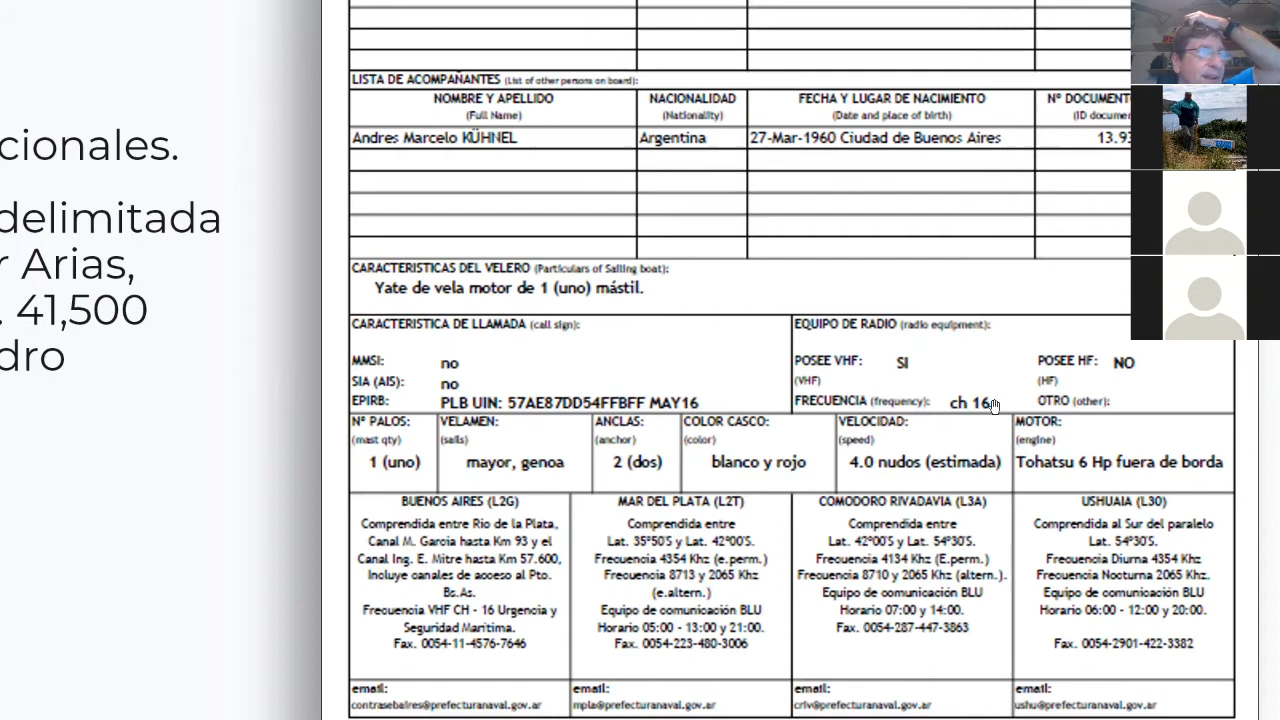 cionales.
delimitada
r Arias,
. 41,500
dro
LISTA DE ACOMPAÑANTES (List of other persons on board):
NOMBRE Y APELLIDO NACIONALIDAD FECHA Y LUGAR DE NACIMIENTO Nº DOCUMENT
(Full Name) (Nationality) (Date and place of birth) (ID documen
Andres Marcelo KÜHNEL Argentina 27-Mar-1960 Ciudad de Buenos Aires 13.93
CARACTERISTICAS DEL VELERO (Particulars of Sailing boat):
Yate de vela motor de 1 (uno) mástil.
CARACTERISTICA DE LLAMADA (call sign):
MMSI: no
SIA (AIS): no
EPIRB: PLB UIN: 57AE87DD54FFBFF MAY16
EQUIPO DE RADIO (radio equipment):
POSEE VHF: SI POSEE HF: NO
(VHF) (HF)
FRECUENCIA (frequency): ch 16 OTRO (other):
Nº PALOS: VELAMEN: ANCLAS: COLOR CASCO: VELOCIDAD: MOTOR:
(mast qty) (sails) (anchor) (color) (speed) (engine)
1 (uno) mayor, genoa 2 (dos) blanco y rojo 4.0 nudos (estimada) Tohatsu 6 Hp fuera de borda
BUENOS AIRES (L2G)
Comprendida entre Rio de la Plata,
Canal M. Garcia hasta Km 93 y el
Canal Ing. E. Mitre hasta Km 57.600,
Incluye canales de acceso al Pto.
Bs.As.
Frecuencia VHF CH - 16 Urgencia y
Seguridad Maritima.
Fax. 0054-11-4576-7646
email:
contrasebaires@prefecturanaval.gov.ar
MAR DEL PLATA (L2T)
Comprendida entre
Lat. 35º50'S y Lat. 42º00'S.
Frecuencia 4354 Khz (e.perm.)
Frecuencia 8713 y 2065 Khz
(e.altern.)
Equipo de comunicación BLU
Horario 05:00 - 13:00 y 21:00.
Fax. 0054-223-480-3006
email:
mpla@prefecturanaval.gov.ar
COMODORO RIVADAVIA (L3A)
Comprendida entre
Lat. 42º00'S y Lat. 54º30'S.
Frecuencia 4134 Khz (E.perm.)
Frecuencia 8710 y 2065 Khz (altern.).
Equipo de comunicación BLU
Horario 07:00 y 14:00.
Fax. 0054-287-447-3863
email:
criv@prefecturanaval.gov.ar
USHUAIA (L30)
Comprendida al Sur del paralelo
Lat. 54º30'S.
Frecuencia Diurna 4354 Khz
Frecuencia Nocturna 2065 Khz.
Equipo de comunicación BLU
Horario 06:00 - 12:00 y 20:00.
Fax. 0054-2901-422-3382
email:
ushu@prefecturanaval.gov.ar